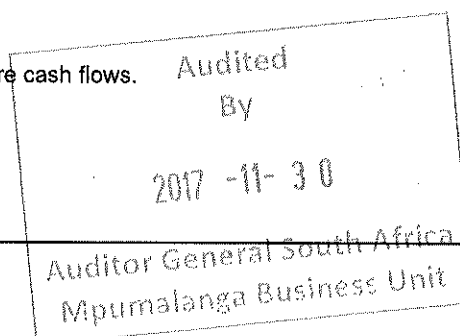 re cash flows.
Audited
By
2017 -11- 30
Auditor General South Africa
Mpumalanga Business Unit